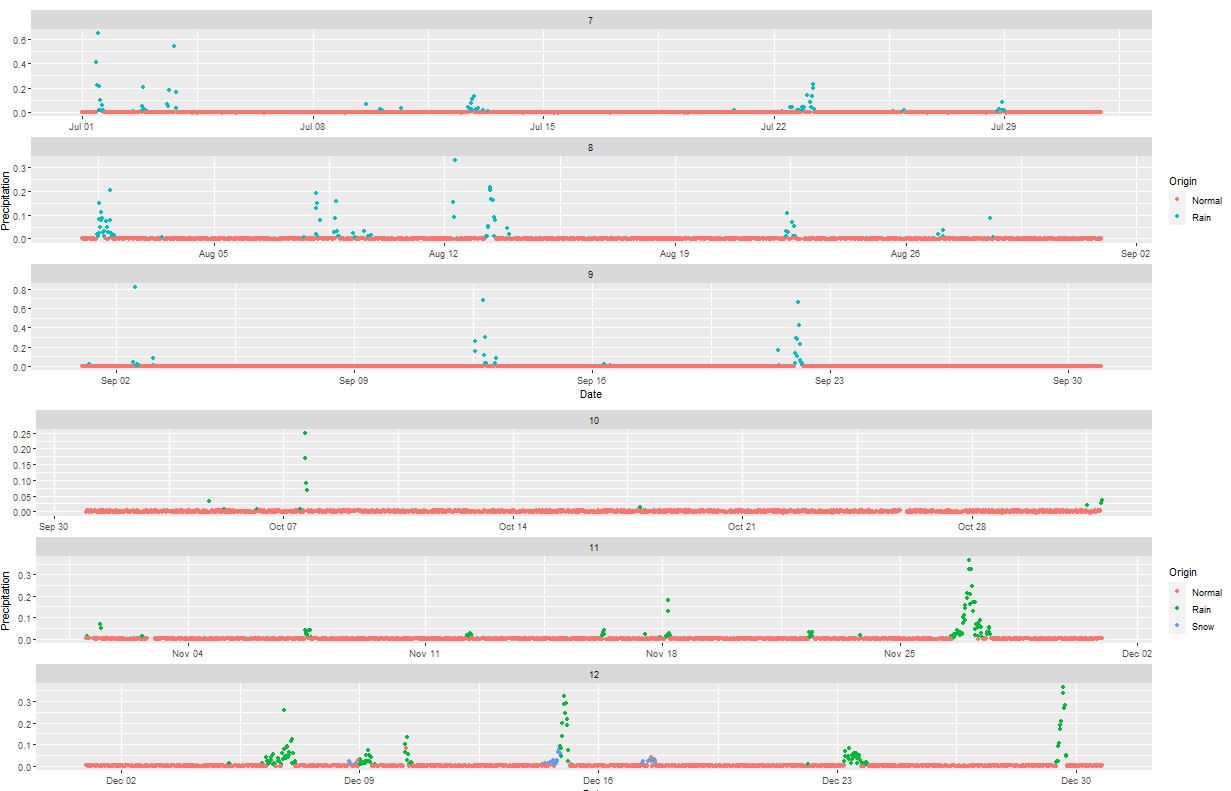 7
0.6
0.4
0.2
0.0
Jul 01 Jul 08 Jul 15 Jul 22 Jul 29
8
0.3
0.2
0.1
0.0
Aug 05 Aug 12 Aug 19 Aug 26 Sep 02
9
0.8
0.6
0.4
0.2
0.0
Sep 02 Sep 09 Sep 16 Sep 23 Sep 30
Date
Precipitation
Origin
Normal
Rain
10
0.25
0.20
0.15
0.10
0.05
0.00
Sep 30 Oct 07 Oct 14 Oct 21 Oct 28
11
0.3
0.2
0.1
0.0
Nov 04 Nov 11 Nov 18 Nov 25 Dec 02
12
0.3
0.2
0.1
0.0
Dec 02 Dec 09 Dec 16 Dec 23 Dec 30
Precipitation
Origin
Normal
Rain
Snow